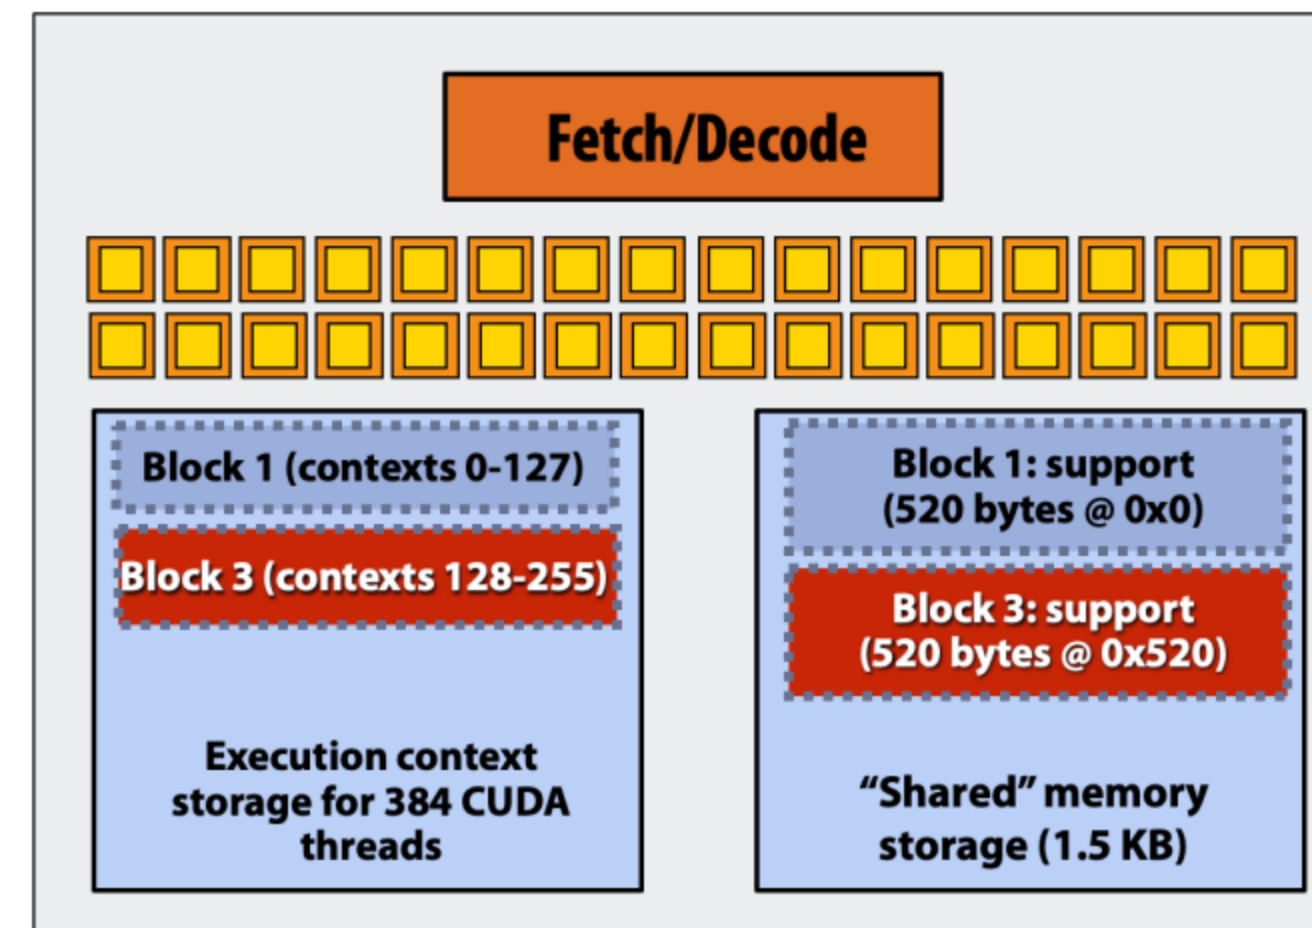 Fetch/Decode
Block 1 (contexts 0-127)
Block 3 (contexts 128-255)
Execution context
storage for 384 CUDA
threads
Block 1: support
(520 bytes @ 0x0)
Block 3: support
(520 bytes @ 0x520)
“Shared” memory
storage (1.5 KB)